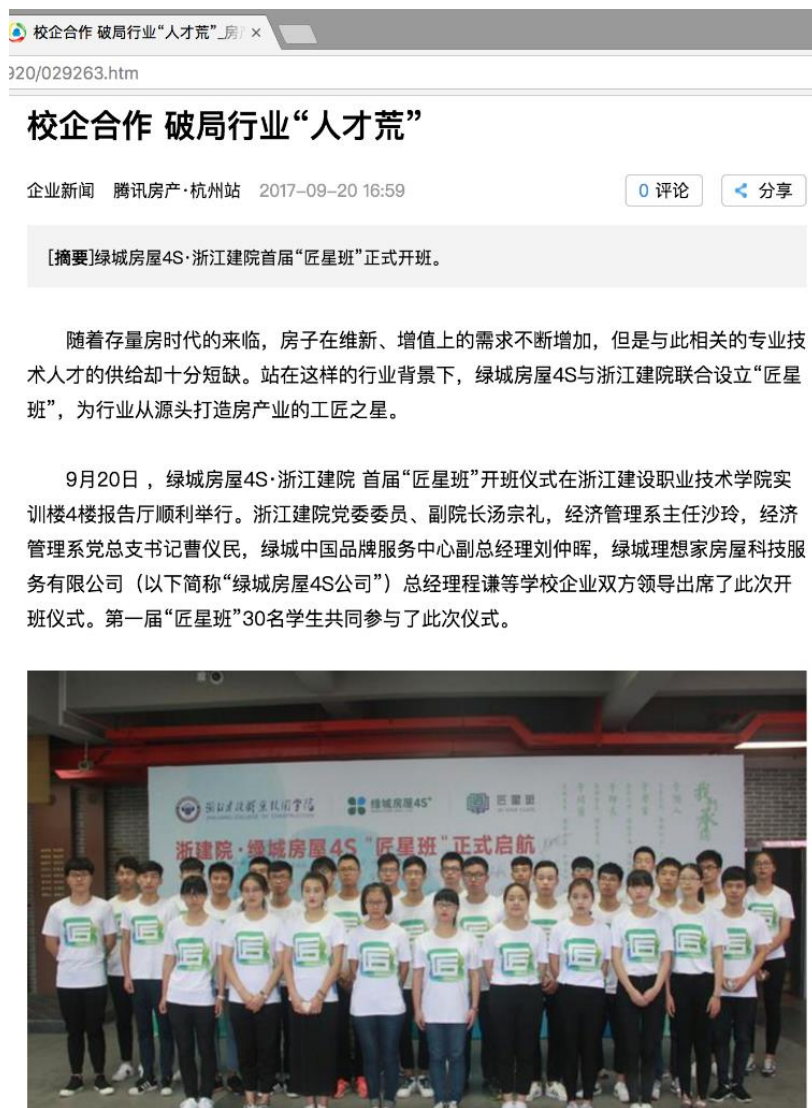 校企合作 破局行业“人才荒”_房
920/029263.htm
校企合作 破局行业“人才荒”
企业新闻 腾讯房产·杭州站 2017-09-20 16:59 0 评论 分享
[摘要]绿城房屋4S·浙江建院首届“匠星班”正式开班。
随着存量房时代的来临，房子在维新、增值上的需求不断增加，但是与此相关的专业技
术人才的供给却十分短缺。站在这样的行业背景下，绿城房屋4S与浙江建院联合设立“匠星
班”，为行业从源头打造房产业的工匠之星。
9月20日 ，绿城房屋4S·浙江建院 首届“匠星班”开班仪式在浙江建设职业技术学院实
训楼4楼报告厅顺利举行。浙江建院党委委员、副院长汤宗礼，经济管理系主任沙玲，经济
管理系党总支书记曹仪民，绿城中国品牌服务中心副总经理刘仲晖，绿城理想家房屋科技服
务有限公司（以下简称“绿城房屋4S公司”）总经理程谦等学校企业双方领导出席了此次开
班仪式。第一届“匠星班”30名学生共同参与了此次仪式。
浙江建设职业技术学院 绿城房屋4S 匠星班
浙建院·绿城房屋4S “匠星班”正式启航